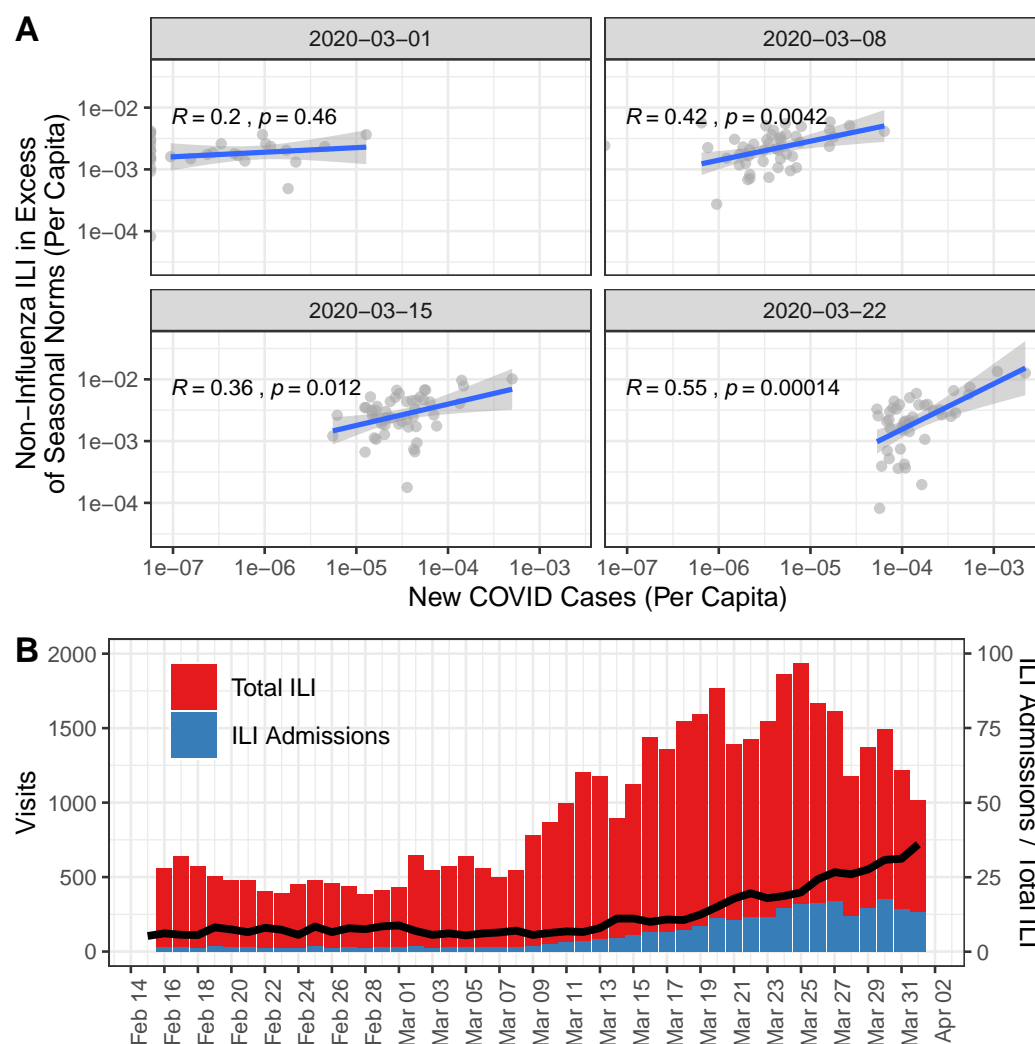 A
2020−03−01
2020−03−08
R = 0.2 , p = 0.46
R = 0.42 , p = 0.0042
1e−02
1e−03
1e−04
2020−03−15
2020−03−22
R = 0.36 , p = 0.012
R = 0.55 , p = 0.00014
1e−02
1e−03
1e−04
Non−Influenza ILI in Excess
of Seasonal Norms (Per Capita)
1e−07 1e−06 1e−05 1e−04 1e−03
1e−07 1e−06 1e−05 1e−04 1e−03
New COVID Cases (Per Capita)
B
Total ILI
ILI Admissions
2000
1500
1000
500
0
Visits
100
75
50
25
0
ILI Admissions / Total ILI
Feb 14
Feb 16
Feb 18
Feb 20
Feb 22
Feb 24
Feb 26
Feb 28
Mar 01
Mar 03
Mar 05
Mar 07
Mar 09
Mar 11
Mar 13
Mar 15
Mar 17
Mar 19
Mar 21
Mar 23
Mar 25
Mar 27
Mar 29
Mar 31
Apr 02